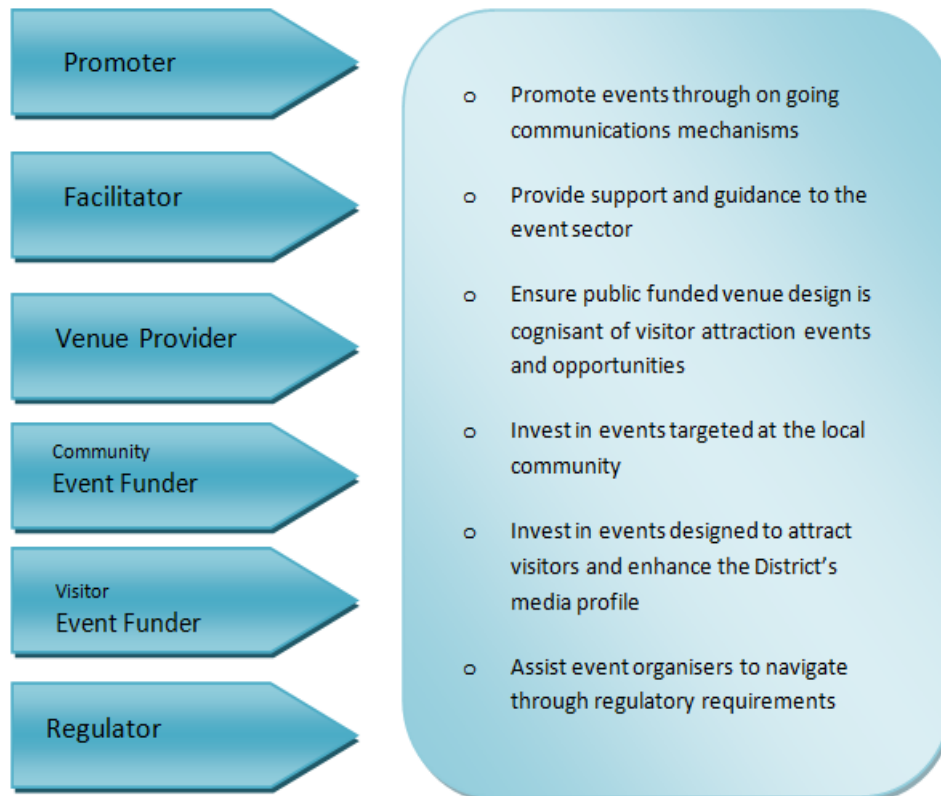 Promoter
Facilitator
Venue Provider
Community
Event Funder
Visitor
Event Funder
Regulator
o Promote events through on going
communications mechanisms
o Provide support and guidance to the
event sector
o Ensure public funded venue design is
cognisant of visitor attraction events
and opportunities
o Invest in events targeted at the local
community
o Invest in events designed to attract
visitors and enhance the District’s
media profile
o Assist event organisers to navigate
through regulatory requirements